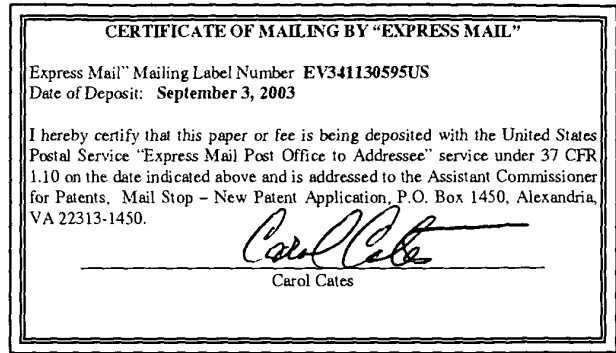 CERTIFICATE OF MAILING BY “EXPRESS MAIL”
Express Mail” Mailing Label Number EV341130595US
Date of Deposit: September 3, 2003
I hereby certify that this paper or fee is being deposited with the United States
Postal Service “Express Mail Post Office to Addressee” service under 37 CFR
1.10 on the date indicated above and is addressed to the Assistant Commissioner
for Patents, Mail Stop – New Patent Application, P.O. Box 1450, Alexandria,
VA 22313-1450.
Carol Cates
Carol Cates